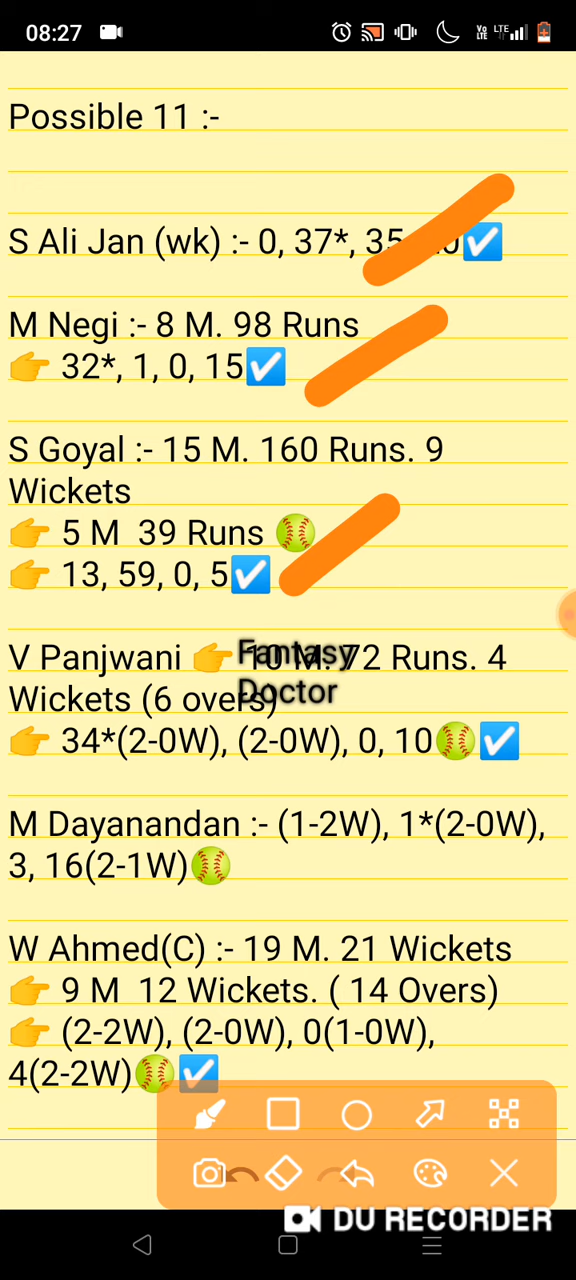 08:27
Vo LTE LTE
Possible 11 :-
S Ali Jan (wk) :- 0, 37*, 35
M Negi :- 8 M. 98 Runs
👉 32*, 1, 0, 15☑️
S Goyal :- 15 M. 160 Runs. 9
Wickets
👉 5 M 39 Runs 🥎
👉 13, 59, 0, 5☑️
V Panjwani 👉 10 M. 72 Runs. 4
Fantasy
Wickets (6 overs)
Doctor
👉 34*(2-0W), (2-0W), 0, 10🥎☑️
M Dayanandan :- (1-2W), 1*(2-0W),
3, 16(2-1W)🥎
W Ahmed(C) :- 19 M. 21 Wickets
👉 9 M 12 Wickets. ( 14 Overs)
👉 (2-2W), (2-0W), 0(1-0W),
4(2-2W)🥎☑️
DU RECORDER